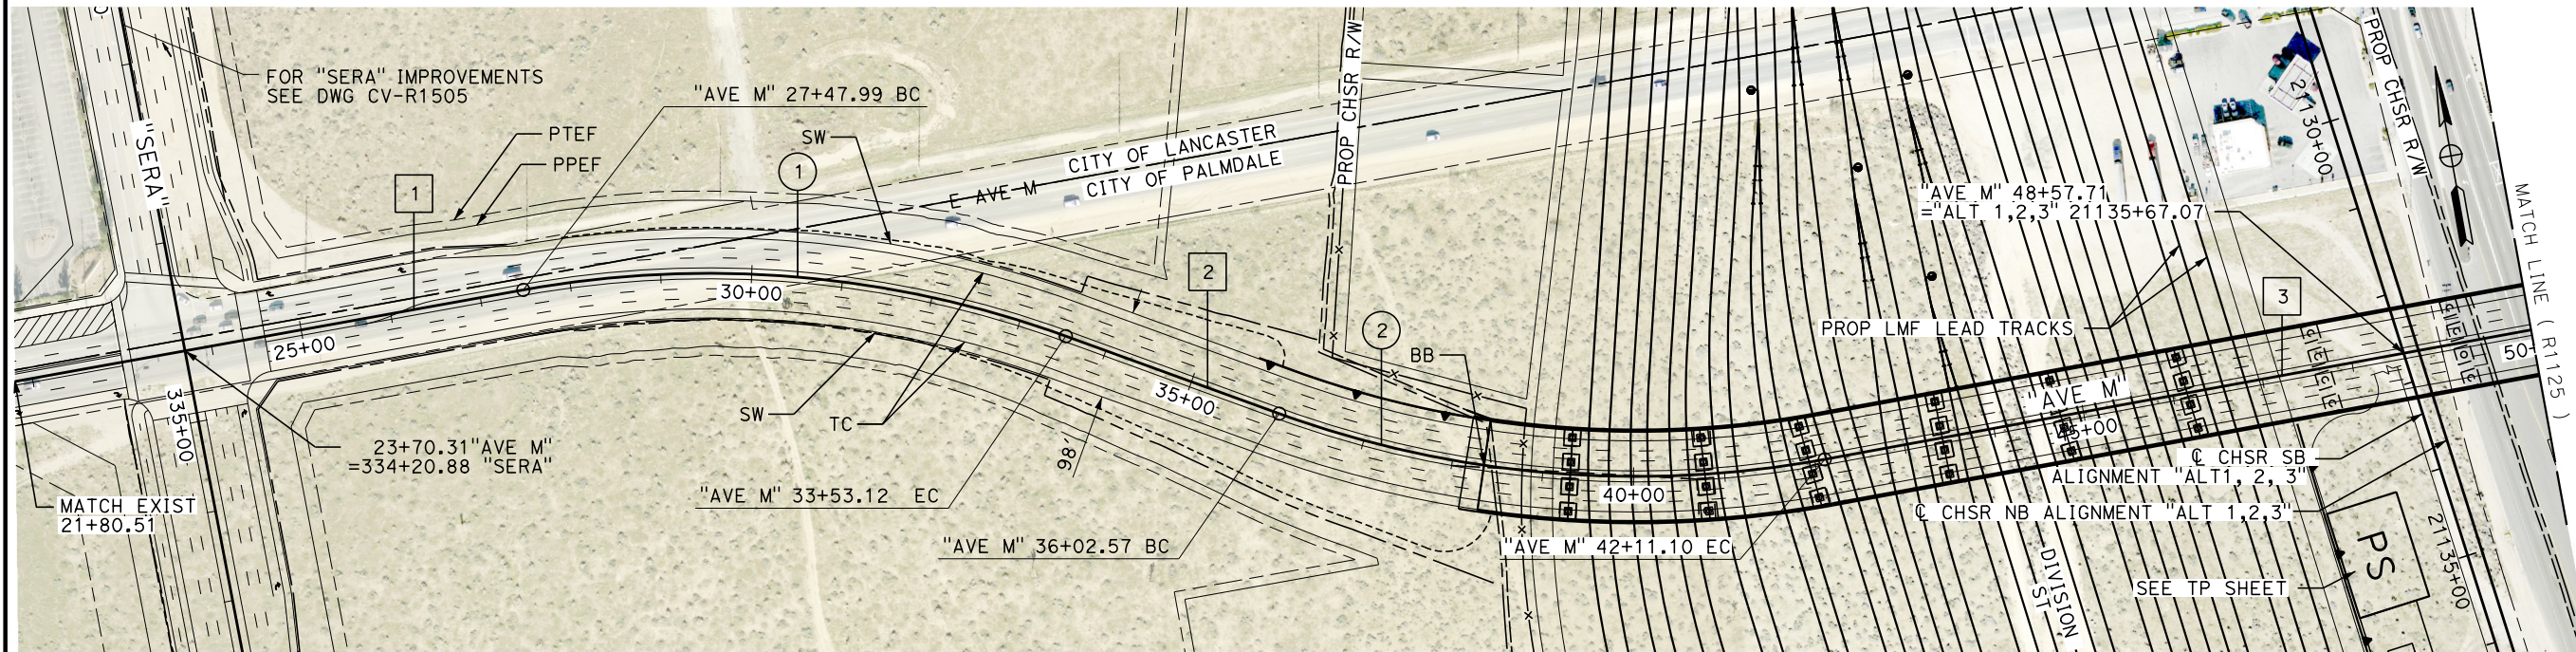 FOR "SERA" IMPROVEMENTS
SEE DWG CV-R1505
"SERA"
PTEF
PPEF
1
"AVE M" 27+47.99 BC
SW
1
CITY OF LANCASTER
E AVE M
CITY OF PALMDALE
PROP CHSR R/W
2
30+00
25+00
335+00
23+70.31"AVE M"
=334+20.88 "SERA"
MATCH EXIST
21+80.51
SW
TC
98'
35+00
"AVE M" 33+53.12 EC
"AVE M" 36+02.57 BC
2
BB
40+00
"AVE M" 42+11.10 EC
"AVE M" 48+57.71
="ALT 1,2,3" 21135+67.07
PROP LMF LEAD TRACKS
3
"AVE M"
45+00
50+
PROP CHSR R/W
21130+00
MATCH LINE ( R1125 )
℄ CHSR SB
ALIGNMENT "ALT1, 2, 3"
℄ CHSR NB ALIGNMENT "ALT 1,2,3"
DIVISION
ST
SEE TP SHEET
PS
21135+00